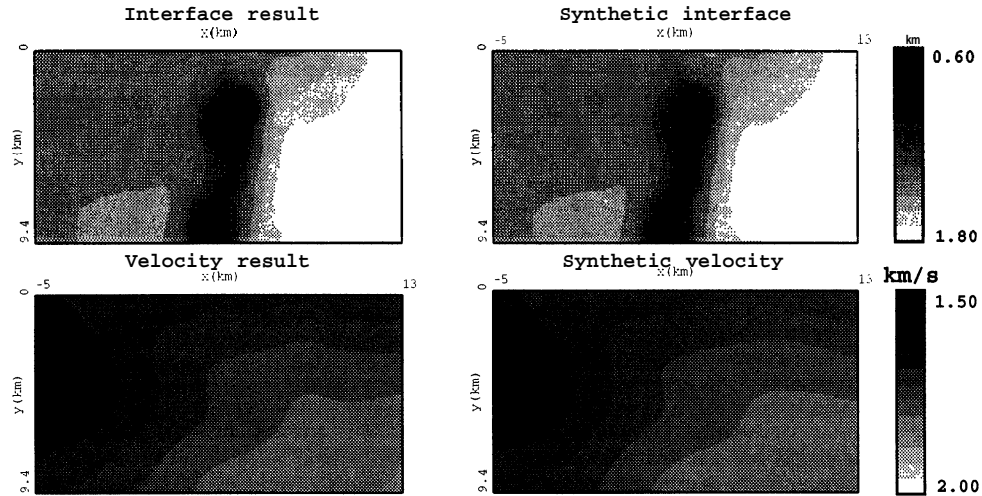 Interface result
x(km)
Synthetic interface
x(km)
0
0
-5
13
km
0.60
y(km)
y(km)
9.4
9.4
1.80
Velocity result
x(km)
Synthetic velocity
x(km)
km/s
0
-5
13
0
-5
13
1.50
y(km)
y(km)
9.4
9.4
2.00